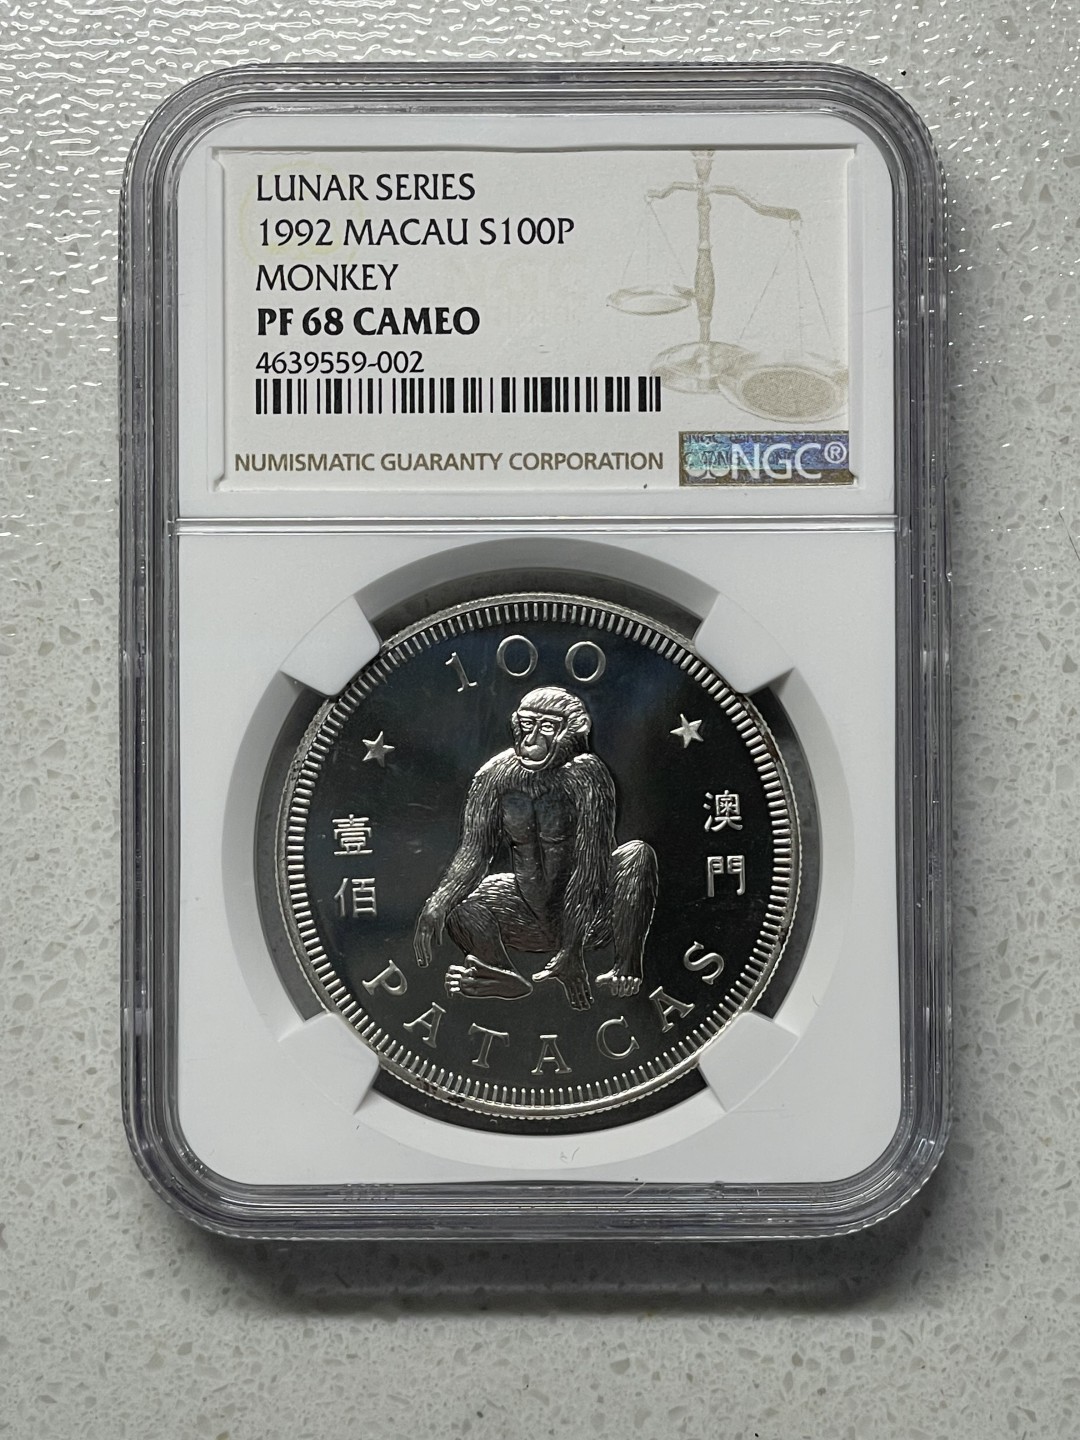 LUNAR SERIES
1992 MACAU S100P
MONKEY
PF 68 CAMEO
4639559-002
NUMISMATIC GUARANTY CORPORATION
NGC®
100
壹佰
澳門
PATACAS